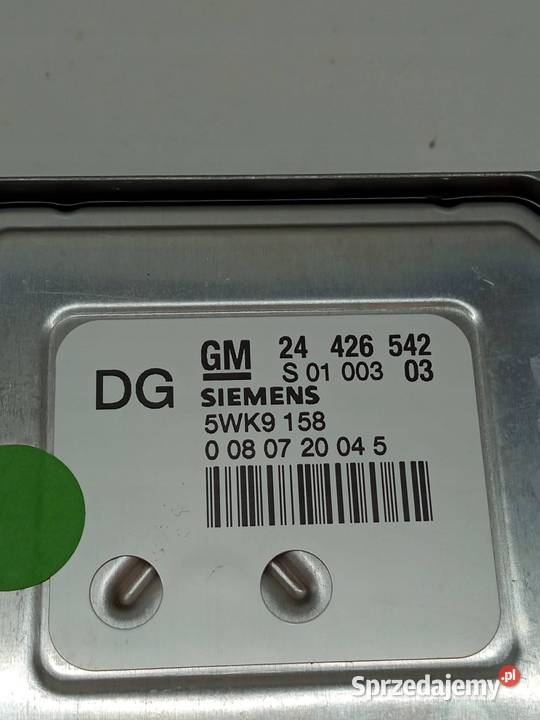 DG
GM 24 426 542
S 01 003 03
SIEMENS
5WK9 158
0 08 07 20 04 5
Sprzedajemy.pl